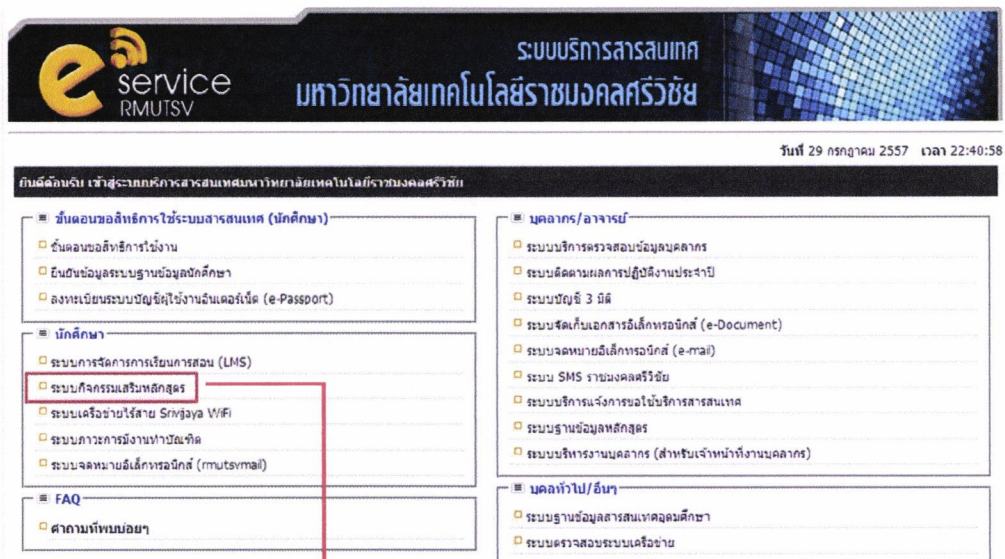 e service
RMUTSV
ระบบบริการสารสนเทศ
มหาวิทยาลัยเทคโนโลยีราชมงคลศรีวิชัย
วันที่ 29 กรกฎาคม 2557 เวลา 22:40:58
ยินดีต้อนรับ เข้าสู่ระบบบริการสารสนเทศมหาวิทยาลัยเทคโนโลยีราชมงคลศรีวิชัย
ขั้นตอนขอสิทธิการใช้ระบบสารสนเทศ (นักศึกษา)
ขั้นตอนขอสิทธิการใช้งาน
ยืนยันข้อมูลระบบฐานข้อมูลนักศึกษา
ลงทะเบียนระบบบัญชีผู้ใช้งานอินเตอร์เน็ต (e-Passport)
นักศึกษา
ระบบการจัดการการเรียนการสอน (LMS)
ระบบกิจกรรมเสริมหลักสูตร
ระบบเครือข่ายไร้สาย Srivijaya WiFi
ระบบภาวะการมีงานทำบัณฑิต
ระบบจดหมายอิเล็กทรอนิกส์ (rmutsvmail)
FAQ
คำถามที่พบบ่อยๆ
บุคลากร/อาจารย์
ระบบบริการตรวจสอบข้อมูลบุคลากร
ระบบติดตามผลการปฏิบัติงานประจำปี
ระบบบัญชี 3 มิติ
ระบบจัดเก็บเอกสารอิเล็กทรอนิกส์ (e-Document)
ระบบจดหมายอิเล็กทรอนิกส์ (e-mail)
ระบบ SMS ราชมงคลศรีวิชัย
ระบบบริการแจ้งการขอใช้บริการสารสนเทศ
ระบบฐานข้อมูลหลักสูตร
ระบบบริหารงานบุคลากร (สำหรับเจ้าหน้าที่งานบุคลากร)
บุคคลทั่วไป/อื่นๆ
ระบบฐานข้อมูลสารสนเทศอุดมศึกษา
ระบบตรวจสอบระบบเครือข่าย